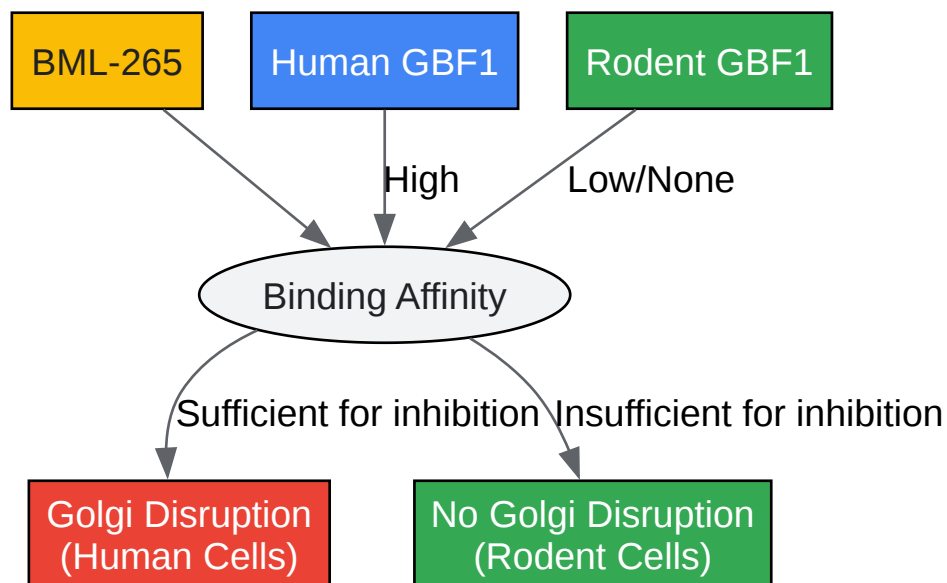 BML-265
Human GBF1
Rodent GBF1
High
Low/None
Binding Affinity
Sufficient for inhibition
Insufficient for inhibition
Golgi Disruption
(Human Cells)
No Golgi Disruption
(Rodent Cells)